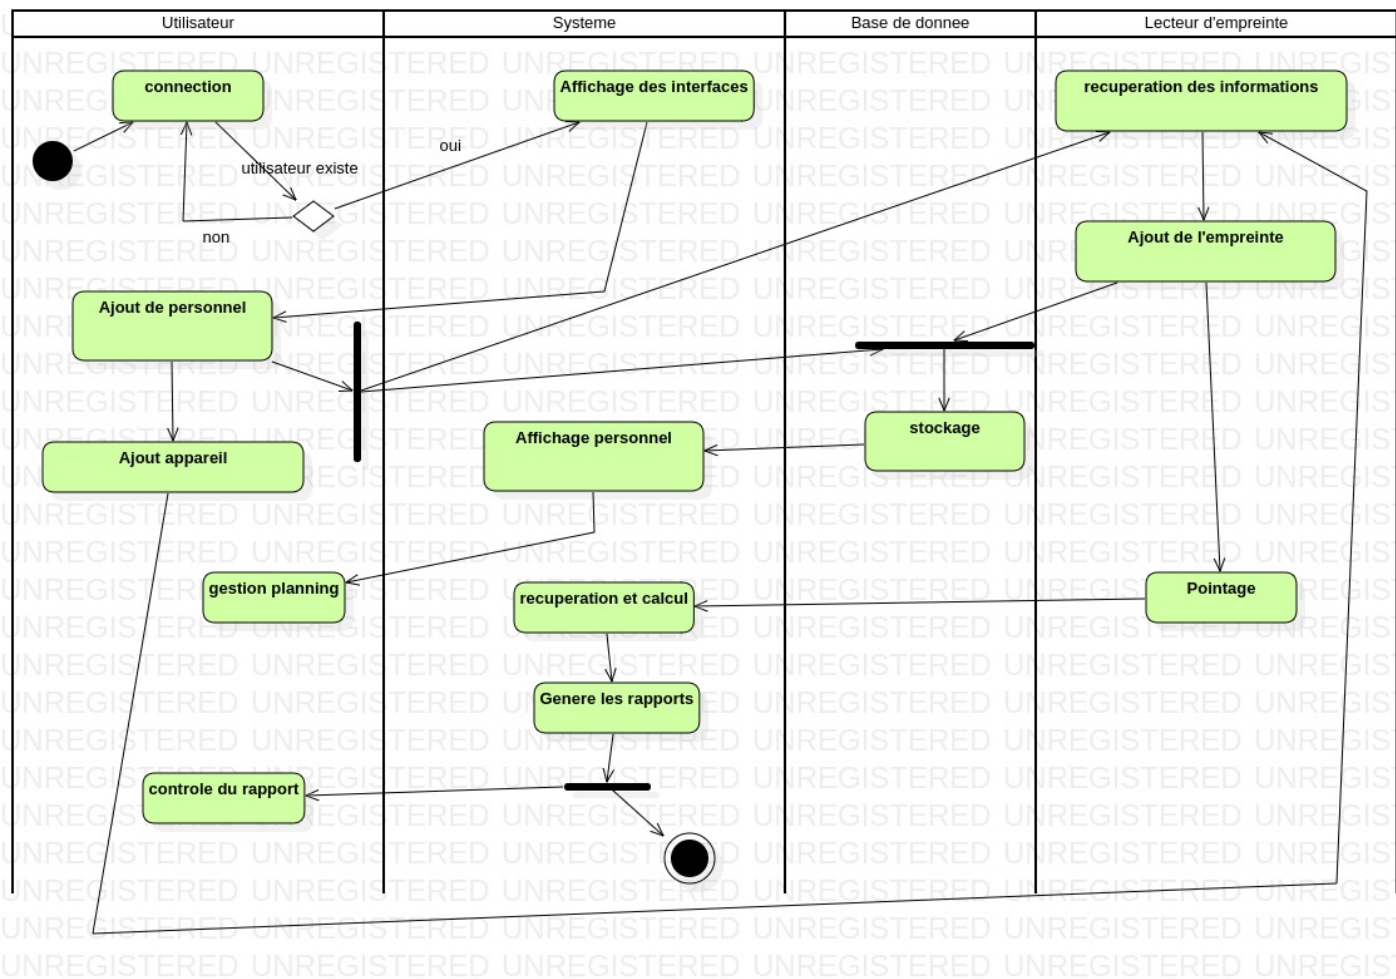 Utilisateur
Systeme
Base de donnee
Lecteur d'empreinte
connection
Affichage des interfaces
recuperation des informations
oui
utilisateur existe
non
Ajout de l'empreinte
Ajout de personnel
Affichage personnel
stockage
Ajout appareil
gestion planning
recuperation et calcul
Pointage
Genere les rapports
controle du rapport
UNREGISTERED